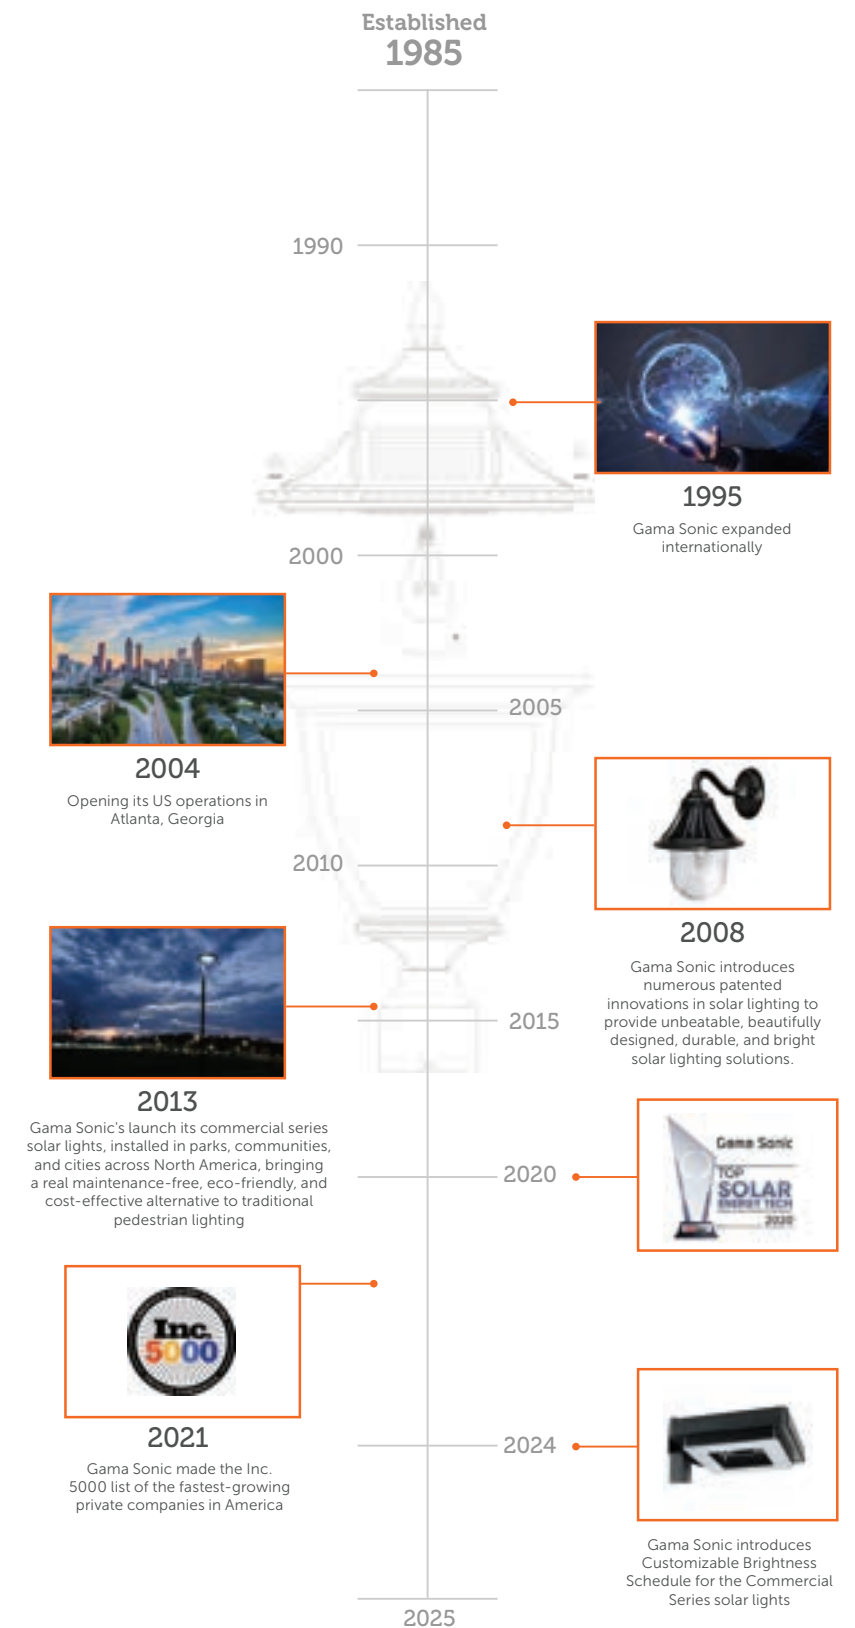 Established
1985
1990
1995
Gama Sonic expanded
internationally
2000
2004
Opening its US operations in
Atlanta, Georgia
2005
2008
Gama Sonic introduces
numerous patented
innovations in solar lighting to
provide unbeatable, beautifully
designed, durable, and bright
solar lighting solutions.
2010
2013
Gama Sonic's launch its commercial series
solar lights, installed in parks, communities,
and cities across North America, bringing
a real maintenance-free, eco-friendly, and
cost-effective alternative to traditional
pedestrian lighting
2015
2020
Gama Sonic
TOP
SOLAR
ENERGY TECH
2020
Inc.
5000
2021
Gama Sonic made the Inc.
5000 list of the fastest-growing
private companies in America
2024
Gama Sonic introduces
Customizable Brightness
Schedule for the Commercial
Series solar lights
2025